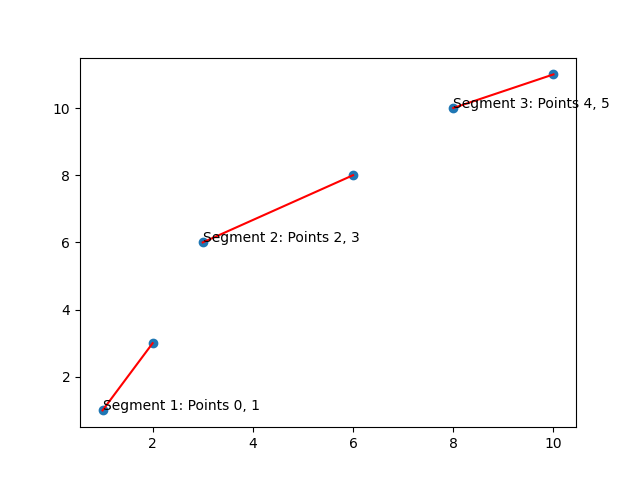 Segment 3: Points 4, 5
10
8
6
Segment 2: Points 2, 3
4
2
Segment 1: Points 0, 1
2 4 6 8 10